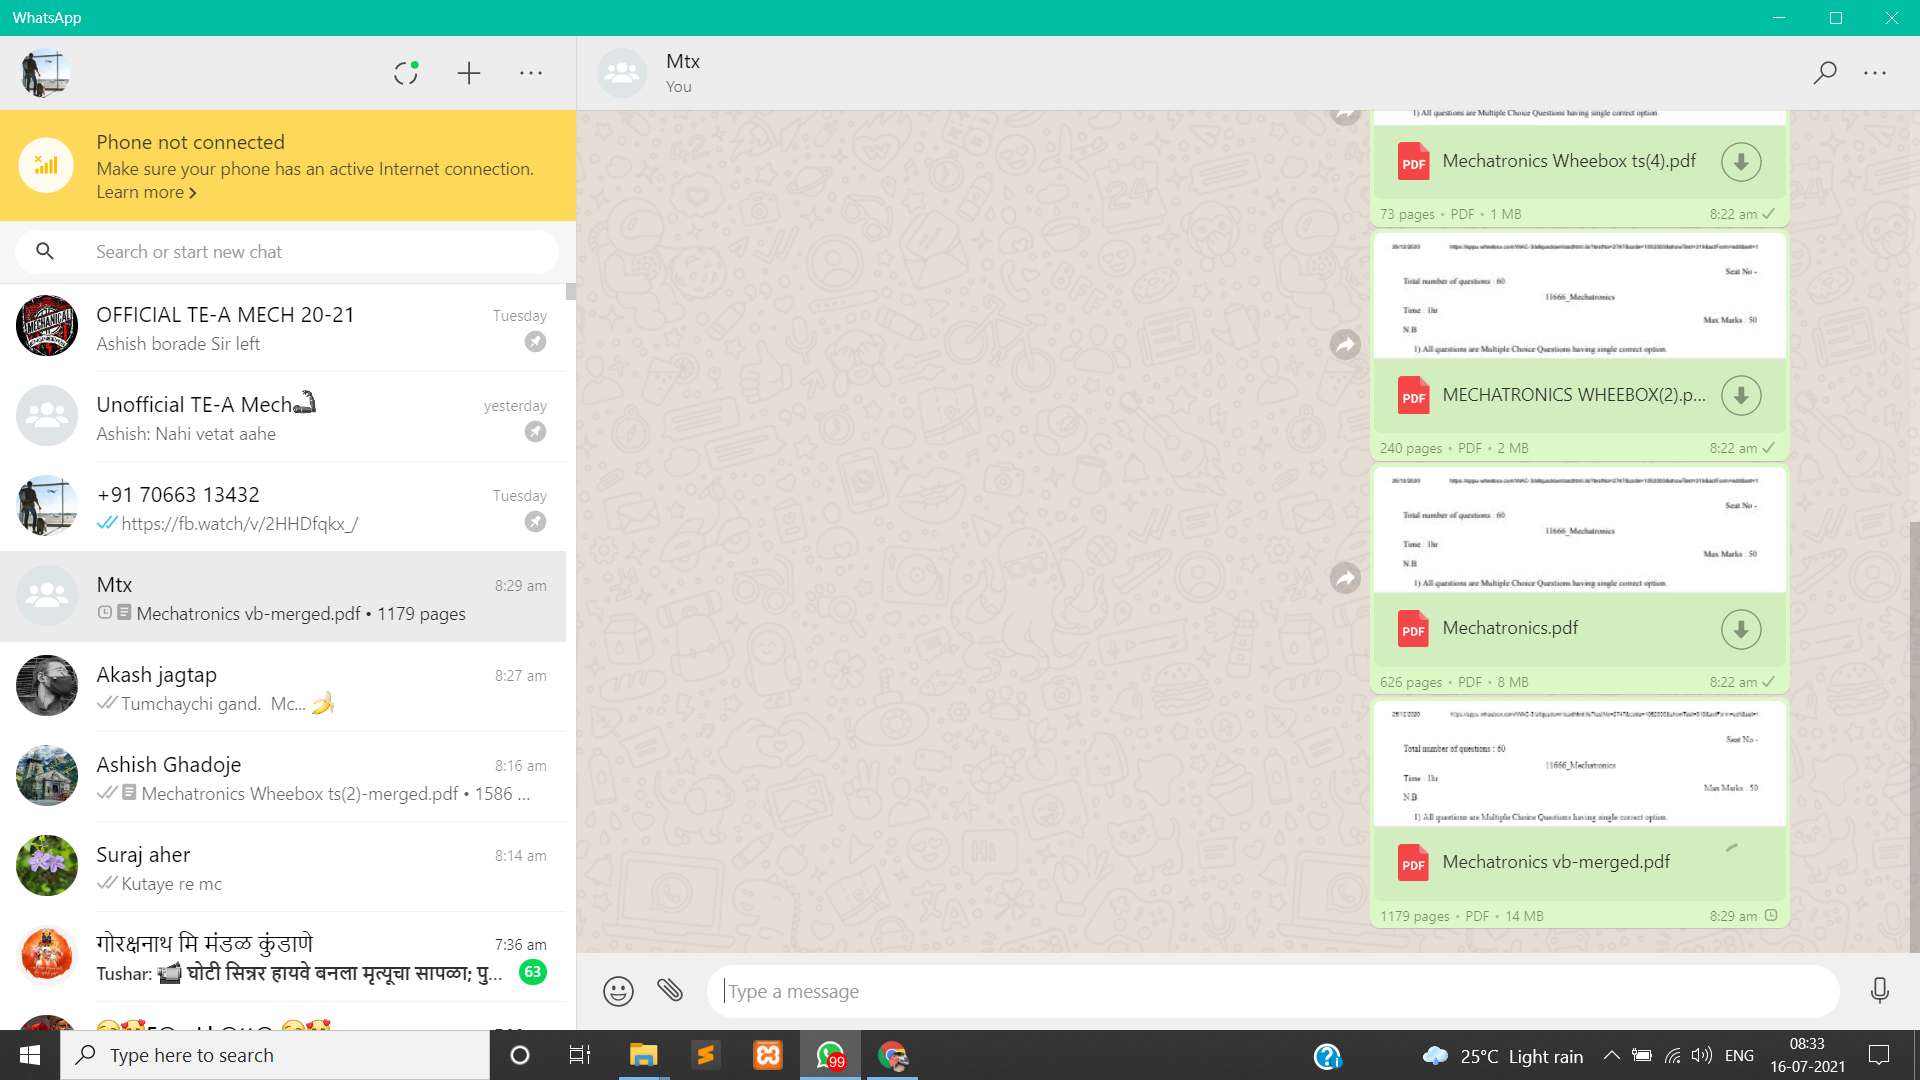 WhatsApp
Phone not connected
Make sure your phone has an active Internet connection.
Learn more
Search or start new chat
OFFICIAL TE-A MECH 20-21
Tuesday
Ashish borade Sir left
Unofficial TE-A Mech
yesterday
Ashish: Nahi vetat aahe
+91 70663 13432
Tuesday
https://fb.watch/v/2HHDfqkx_/
Mtx
8:29 am
Mechatronics vb-merged.pdf • 1179 pages
Akash jagtap
8:27 am
Tumchaychi gand. Mc... 🍌
Ashish Ghadoje
8:16 am
Mechatronics Wheebox ts(2)-merged.pdf • 1586 ...
Suraj aher
8:14 am
Kutaye re mc
गोरक्षनाथ मि मंडळ कुंडाणे
7:36 am
Tushar: घोटी सिन्नर हायवे बनला मृत्यूचा सापळा; पु...
63
Mtx
You
1) All questions are Multiple Choice Questions having single correct option
PDF
Mechatronics Wheebox ts(4).pdf
73 pages • PDF • 1 MB
8:22 am
Seat No -
Total number of questions : 60
11666_Mechatronics
Time : 1hr
Max Marks : 50
N.B
1) All questions are Multiple Choice Questions having single correct option
PDF
MECHATRONICS WHEEBOX(2).p...
240 pages • PDF • 2 MB
8:22 am
Seat No -
Total number of questions : 60
11666_Mechatronics
Time : 1hr
Max Marks : 50
N.B
1) All questions are Multiple Choice Questions having single correct option
PDF
Mechatronics.pdf
626 pages • PDF • 8 MB
8:22 am
Seat No -
Total number of questions : 60
11666_Mechatronics
Time : 1hr
Max Marks : 50
N.B
1) All questions are Multiple Choice Questions having single correct option.
PDF
Mechatronics vb-merged.pdf
1179 pages • PDF • 14 MB
8:29 am
Type a message
Type here to search
99
25°C Light rain
ENG
08:33
16-07-2021